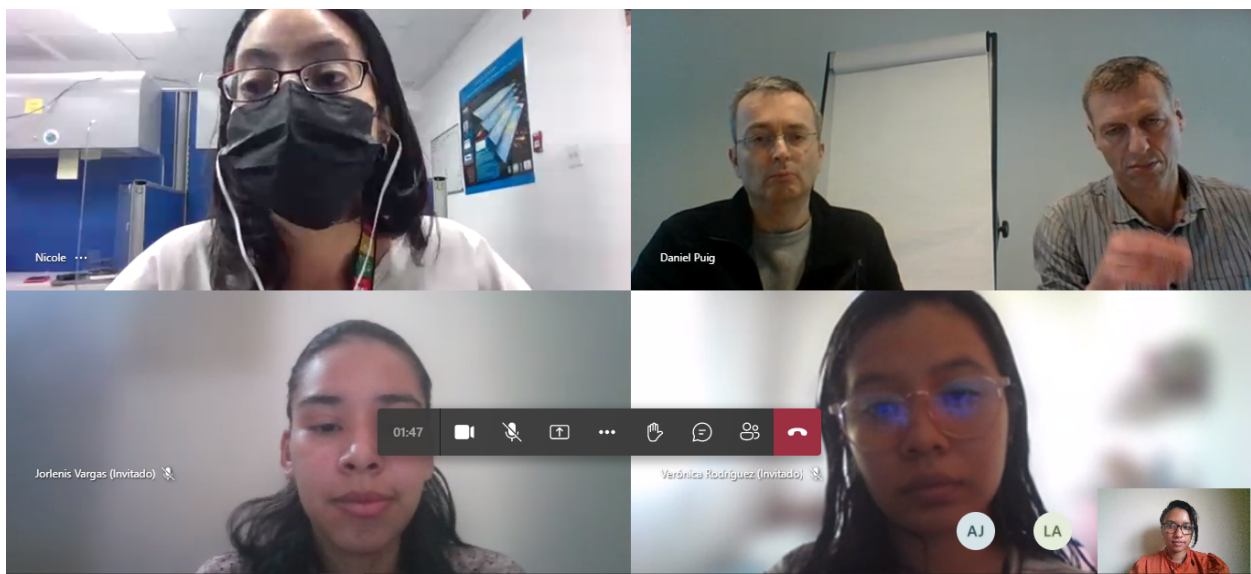 Nicole
Daniel Puig
01:47
Jorlenis Vargas (Invitado)
Verónica Rodríguez (Invitado)
AJ
LA